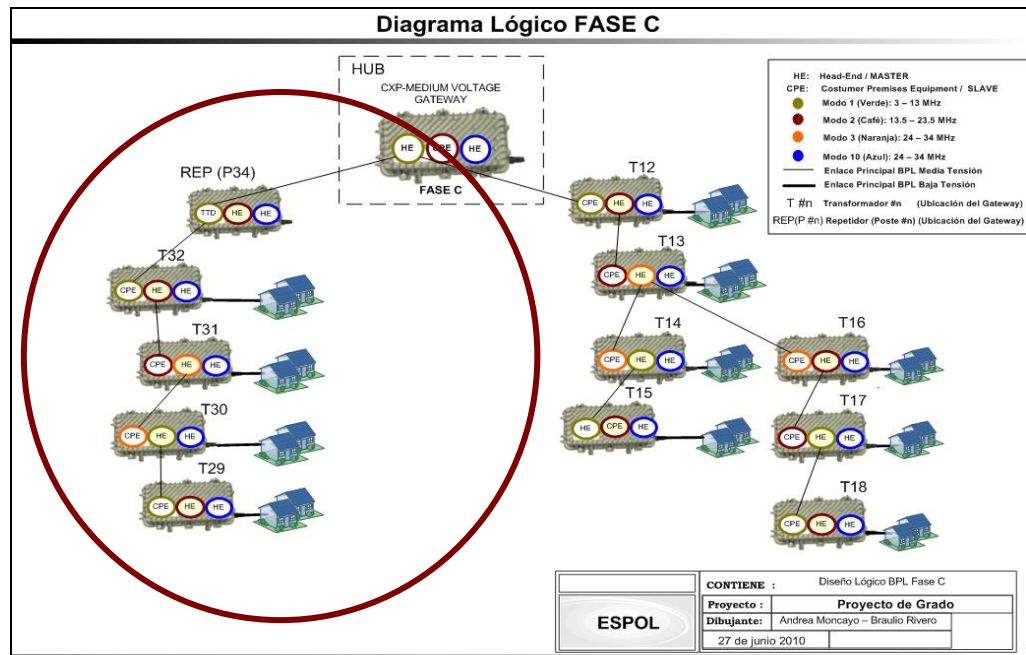 Diagrama Lógico FASE C
HUB
CXP-MEDIUM VOLTAGE
GATEWAY
HE CPE HE
FASE C
HE: Head-End / MASTER
CPE: Costumer Premises Equipment / SLAVE
Modo 1 (Verde): 3 – 13 MHz
Modo 2 (Café): 13.5 – 23.5 MHz
Modo 3 (Naranja): 24 – 34 MHz
Modo 10 (Azul): 24 – 34 MHz
Enlace Principal BPL Media Tensión
Enlace Principal BPL Baja Tensión
T #n Transformador #n (Ubicación del Gateway)
REP(P #n) Repetidor (Poste #n) (Ubicación del Gateway)
REP (P34)
TTD HE HE
T32
CPE HE HE
T31
CPE HE HE
T30
CPE HE HE
T29
CPE HE HE
T12
CPE HE HE
T13
CPE HE HE
T14
CPE HE HE
T15
HE CPE HE
T16
CPE HE HE
T17
CPE HE HE
T18
CPE HE HE
ESPOL
CONTIENE : Diseño Lógico BPL Fase C
Proyecto : Proyecto de Grado
Dibujante: Andrea Moncayo – Braulio Rivero
27 de junio 2010